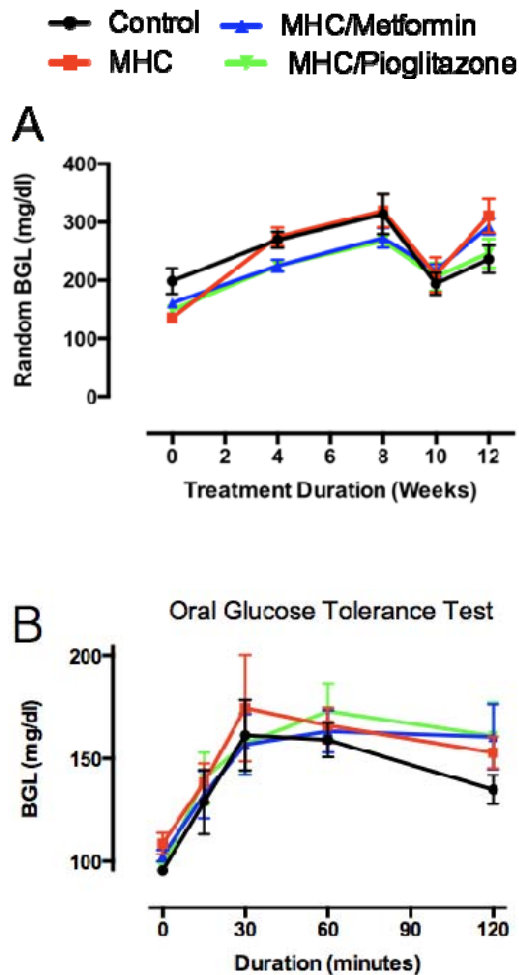 Control MHC/Metformin
MHC MHC/Pioglitazone
A
400
300
200
100
0
Random BGL (mg/dl)
0 2 4 6 8 10 12
Treatment Duration (Weeks)
B Oral Glucose Tolerance Test
200
150
100
BGL (mg/dl)
0 30 60 90 120
Duration (minutes)